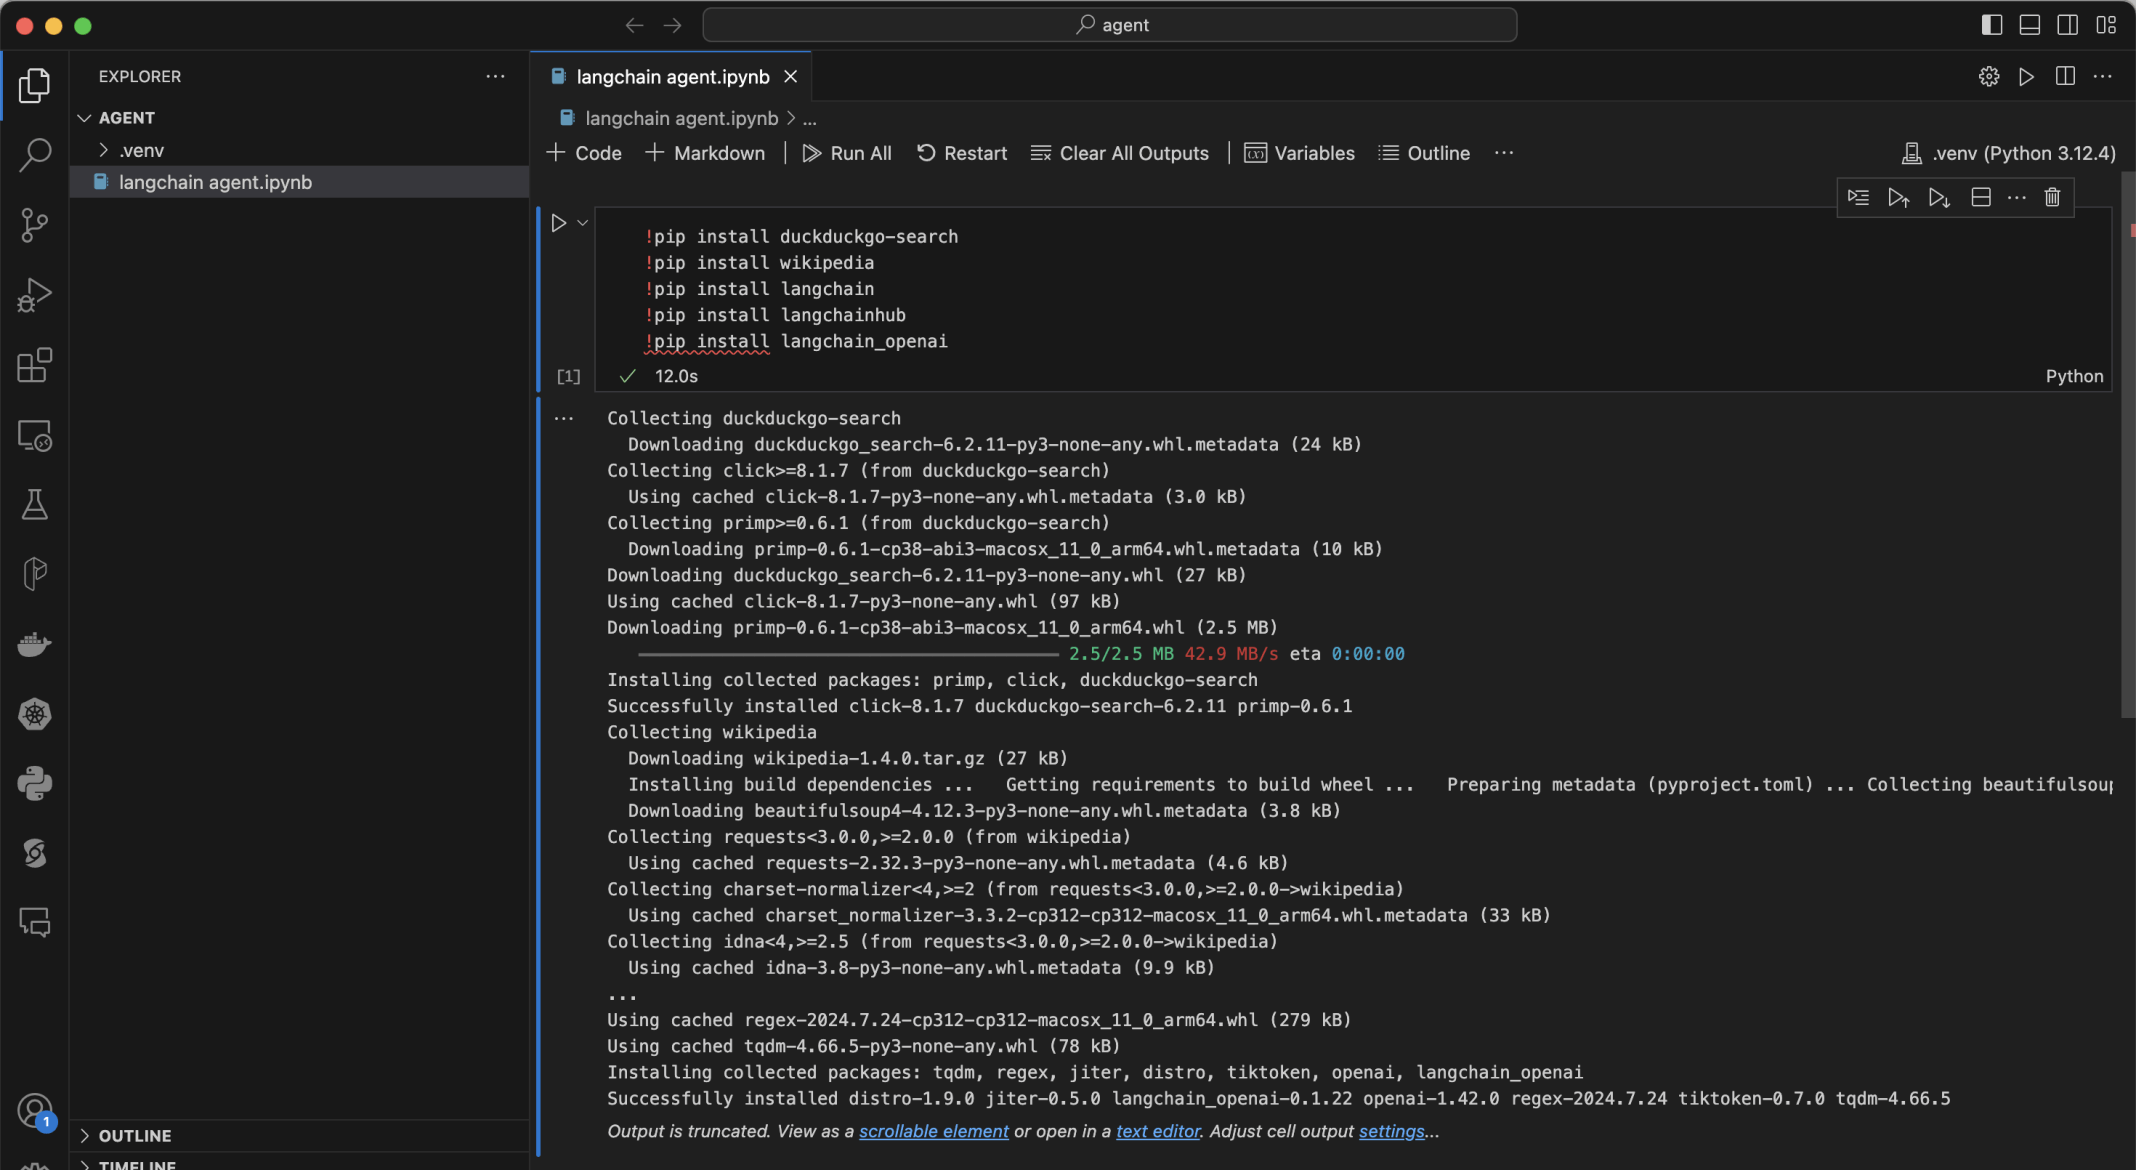 agent
EXPLORER
AGENT
.venv
langchain agent.ipynb
OUTLINE
TIMELINE
1
langchain agent.ipynb
langchain agent.ipynb > ...
Code Markdown Run All Restart Clear All Outputs Variables Outline ...
.venv (Python 3.12.4)
!pip install duckduckgo-search
!pip install wikipedia
!pip install langchain
!pip install langchainhub
!pip install langchain_openai
[1] 12.0s
Python
Collecting duckduckgo-search
Downloading duckduckgo_search-6.2.11-py3-none-any.whl.metadata (24 kB)
Collecting click>=8.1.7 (from duckduckgo-search)
Using cached click-8.1.7-py3-none-any.whl.metadata (3.0 kB)
Collecting primp>=0.6.1 (from duckduckgo-search)
Downloading primp-0.6.1-cp38-abi3-macosx_11_0_arm64.whl.metadata (10 kB)
Downloading duckduckgo_search-6.2.11-py3-none-any.whl (27 kB)
Using cached click-8.1.7-py3-none-any.whl (97 kB)
Downloading primp-0.6.1-cp38-abi3-macosx_11_0_arm64.whl (2.5 MB)
2.5/2.5 MB 42.9 MB/s eta 0:00:00
Installing collected packages: primp, click, duckduckgo-search
Successfully installed click-8.1.7 duckduckgo-search-6.2.11 primp-0.6.1
Collecting wikipedia
Downloading wikipedia-1.4.0.tar.gz (27 kB)
Installing build dependencies ... Getting requirements to build wheel ... Preparing metadata (pyproject.toml) ... Collecting beautifulsoup
Downloading beautifulsoup4-4.12.3-py3-none-any.whl.metadata (3.8 kB)
Collecting requests<3.0.0,>=2.0.0 (from wikipedia)
Using cached requests-2.32.3-py3-none-any.whl.metadata (4.6 kB)
Collecting charset-normalizer<4,>=2 (from requests<3.0.0,>=2.0.0->wikipedia)
Using cached charset_normalizer-3.3.2-cp312-cp312-macosx_11_0_arm64.whl.metadata (33 kB)
Collecting idna<4,>=2.5 (from requests<3.0.0,>=2.0.0->wikipedia)
Using cached idna-3.8-py3-none-any.whl.metadata (9.9 kB)
...
Using cached regex-2024.7.24-cp312-cp312-macosx_11_0_arm64.whl (279 kB)
Using cached tqdm-4.66.5-py3-none-any.whl (78 kB)
Installing collected packages: tqdm, regex, jiter, distro, tiktoken, openai, langchain_openai
Successfully installed distro-1.9.0 jiter-0.5.0 langchain_openai-0.1.22 openai-1.42.0 regex-2024.7.24 tiktoken-0.7.0 tqdm-4.66.5
Output is truncated. View as a scrollable element or open in a text editor. Adjust cell output settings...